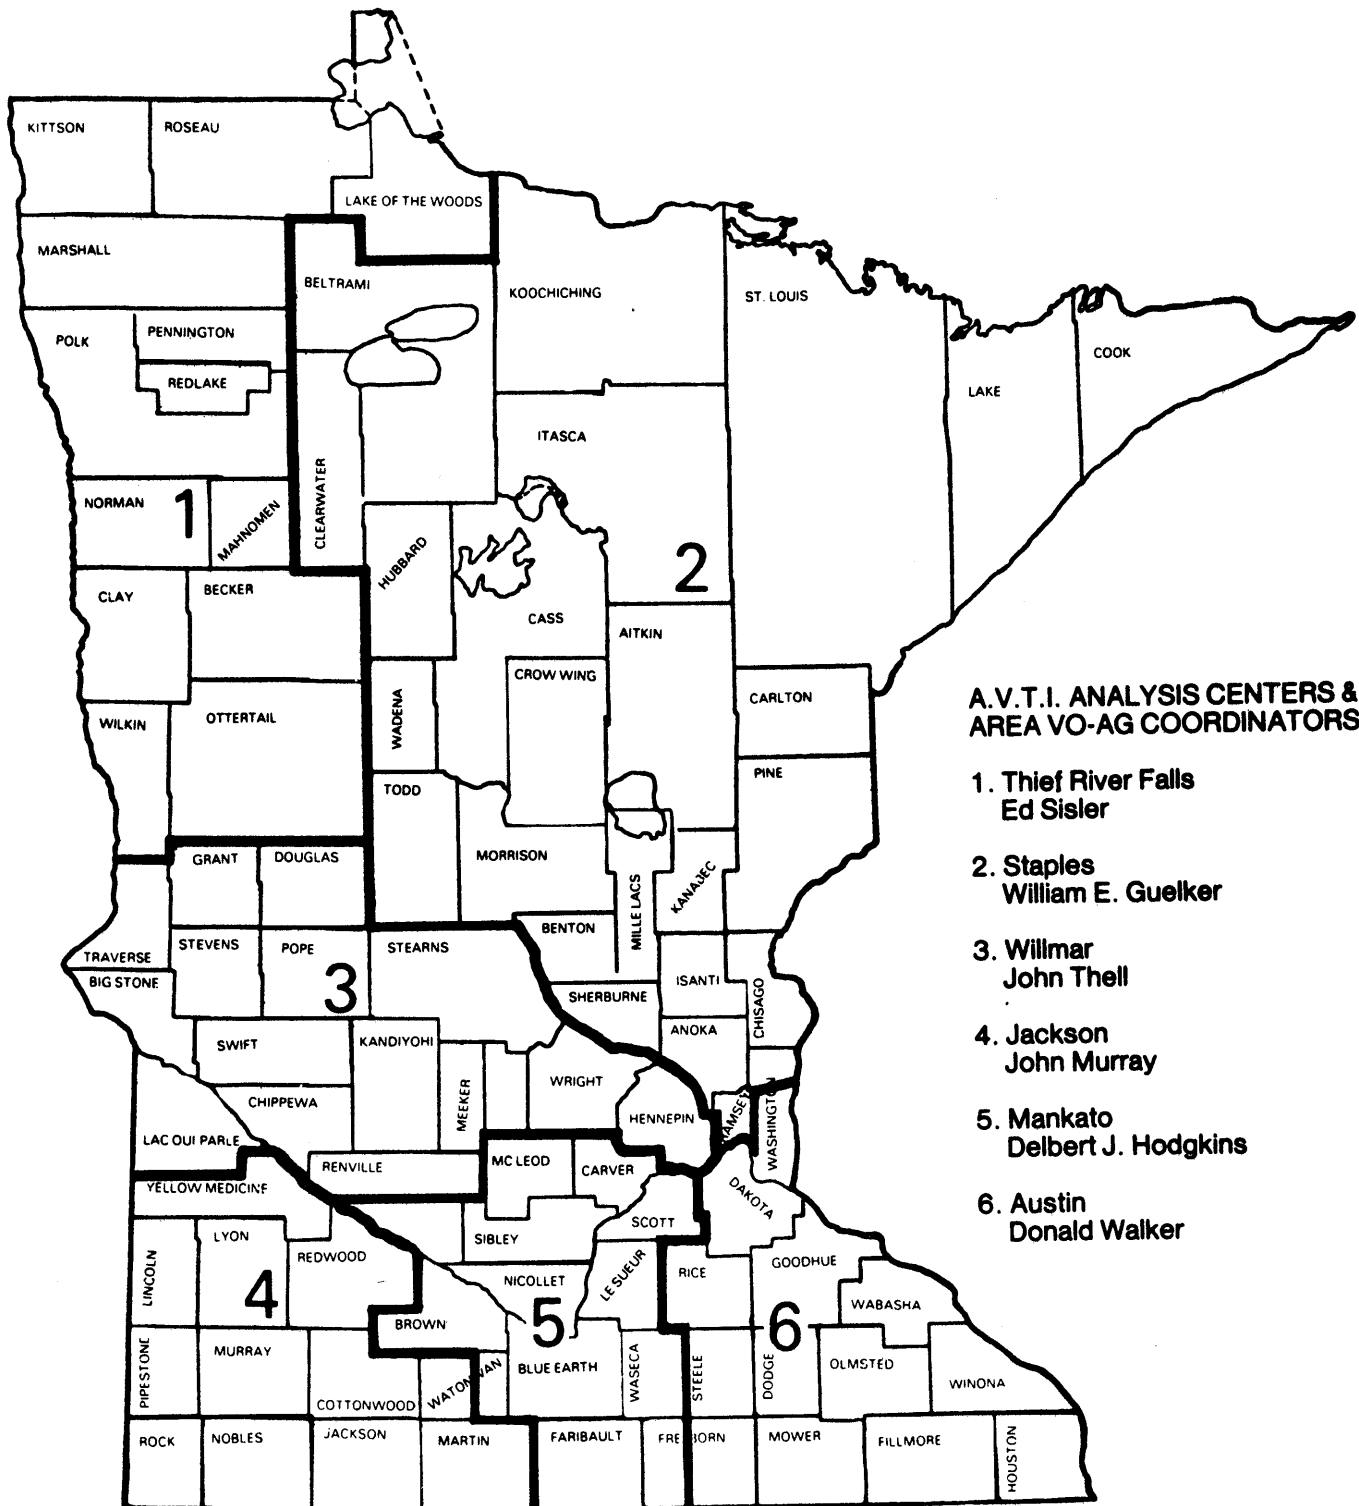 KITTSON
ROSEAU
LAKE OF THE WOODS
MARSHALL
BELTRAMI
KOOCHICHING
ST. LOUIS
POLK
PENNINGTON
COOK
REDLAKE
LAKE
ITASCA
CLEARWATER
NORMAN
1
MAHNOMEN
HUBBARD
2
CLAY
BECKER
CASS
AITKIN
CROW WING
CARLTON
WADENA
WILKIN
OTTERTAIL
PINE
TODD
MORRISON
GRANT
DOUGLAS
KANAJEC
MILLE LACS
BENTON
STEVENS
POPE
STEARNS
TRAVERSE
BIG STONE
3
ISANTI
SHERBURNE
CHISAGO
ANOKA
SWIFT
KANDIYOHI
WRIGHT
CHIPPEWA
MEEKER
HENNEPIN
RAMSEY
WASHINGTON
LAC QUI PARLE
RENVILLE
MC LEOD
CARVER
YELLOW MEDICINE
DAKOTA
SCOTT
LYON
SIBLEY
REDWOOD
LINCOLN
4
NICOLLET
LE SUEUR
RICE
GOODHUE
WABASHA
BROWN
5
6
PIPESTONE
MURRAY
BLUE EARTH
WASECA
STEELE
DODGE
OLMSTED
WINONA
COTTONWOOD
WATONWAN
ROCK
NOBLES
JACKSON
MARTIN
FARIBAULT
FREEBORN
MOWER
FILLMORE
HOUSTON
A.V.T.I. ANALYSIS CENTERS &
AREA VO-AG COORDINATORS
1. Thief River Falls
Ed Sisler
2. Staples
William E. Guelker
3. Willmar
John Thell
4. Jackson
John Murray
5. Mankato
Delbert J. Hodgkins
6. Austin
Donald Walker